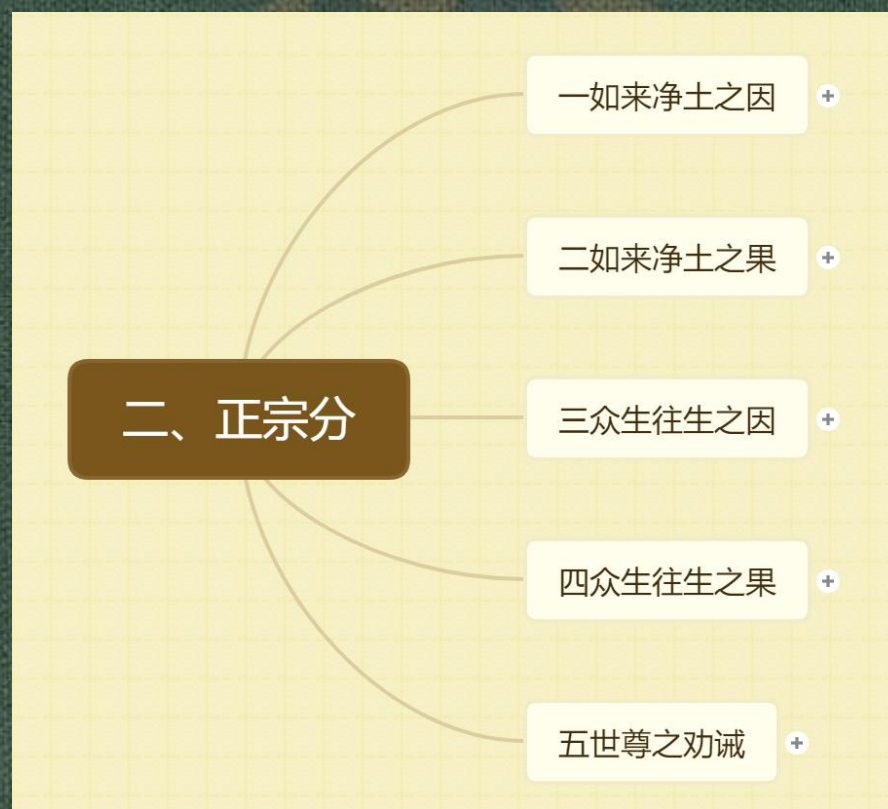 一如来净土之因
二如来净土之果
二、正宗分
三众生往生之因
四众生往生之果
五世尊之劝诫